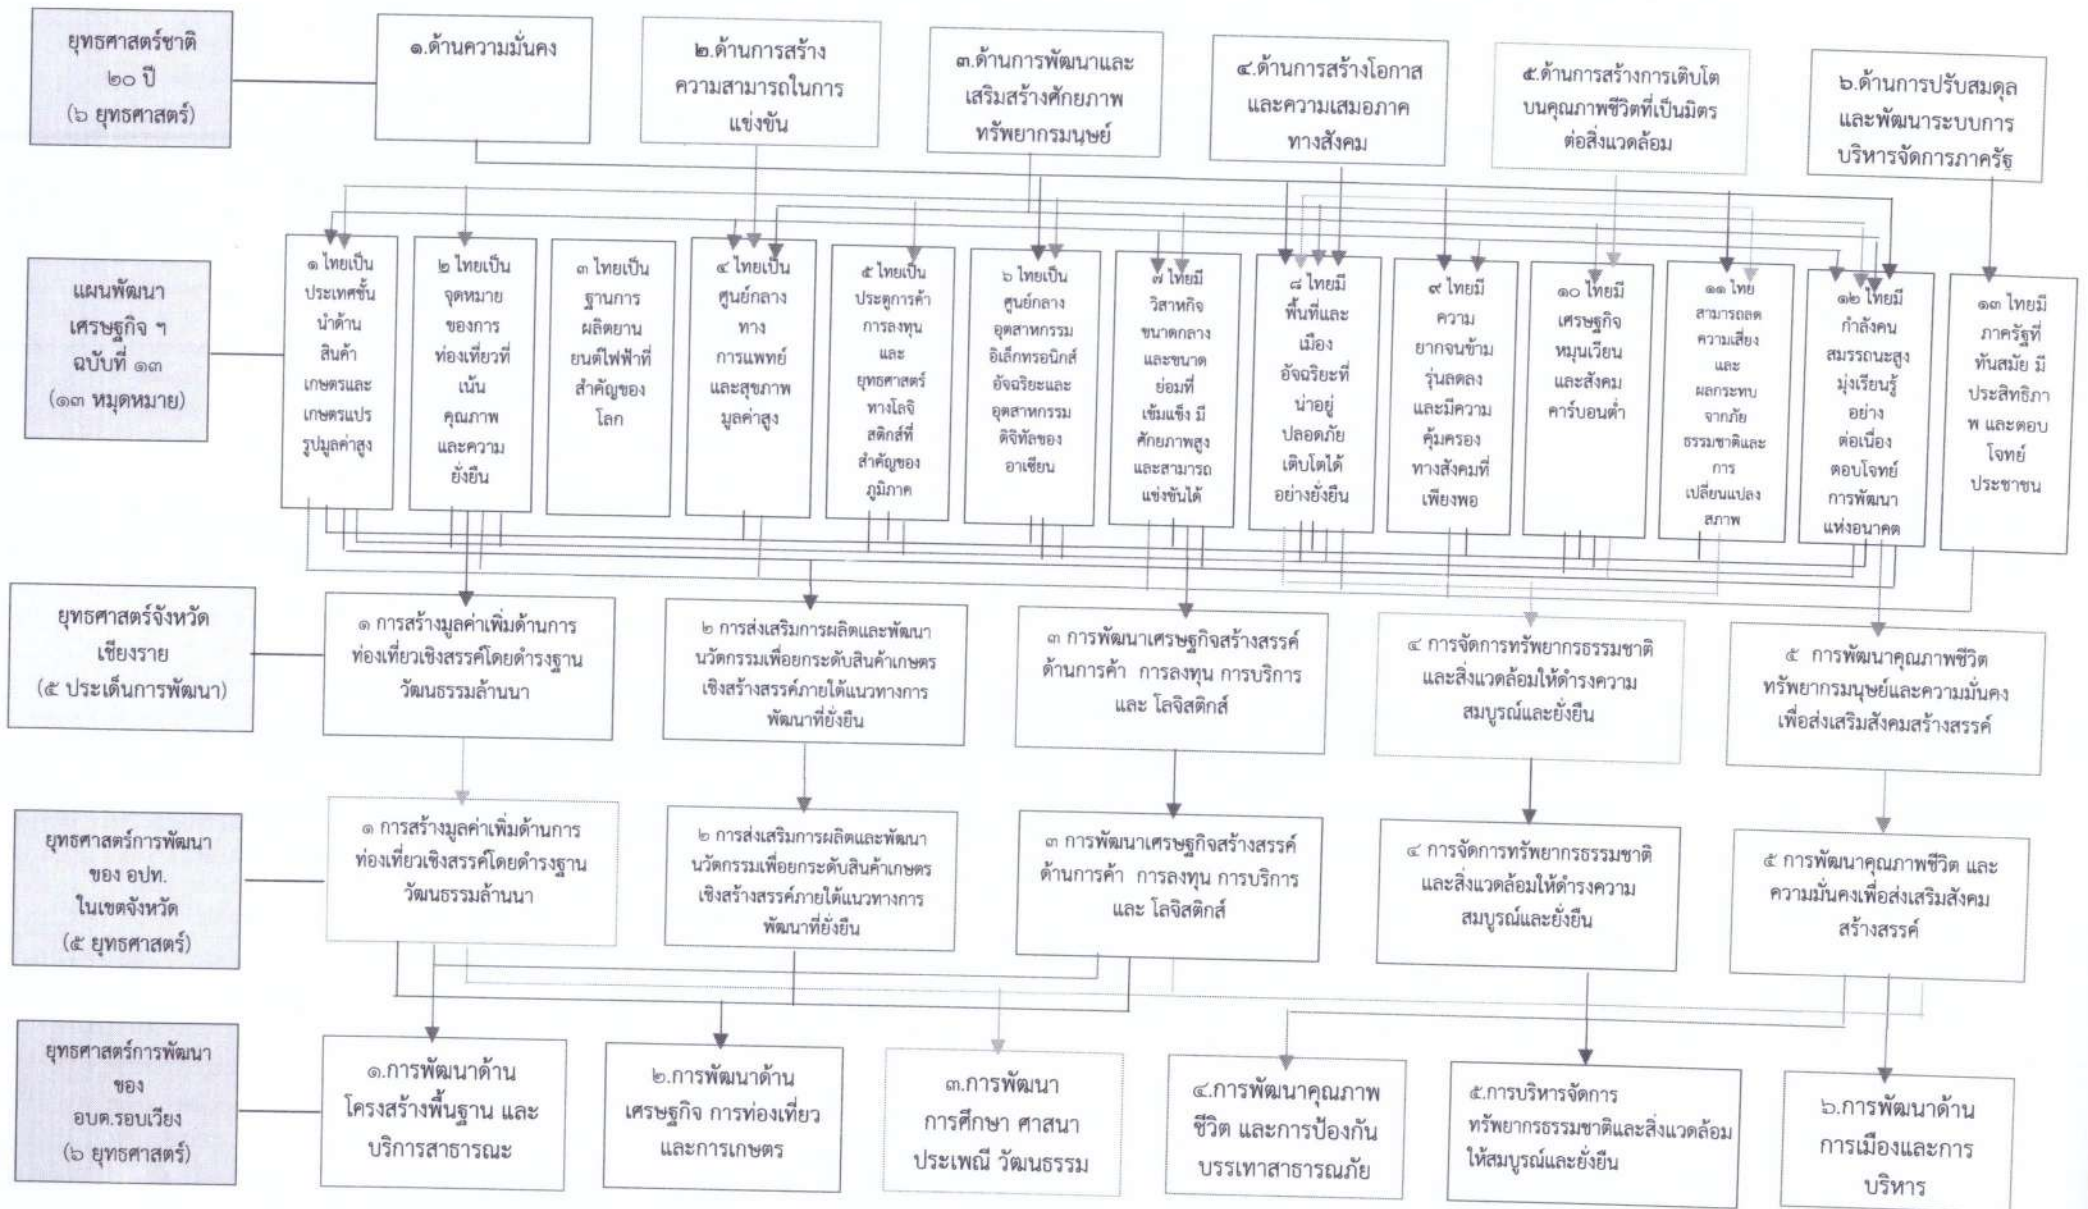 ยุทธศาสตร์ชาติ
๒๐ ปี
(๖ ยุทธศาสตร์)
๑.ด้านความมั่นคง
๒.ด้านการสร้าง
ความสามารถในการ
แข่งขัน
๓.ด้านการพัฒนาและ
เสริมสร้างศักยภาพ
ทรัพยากรมนุษย์
๔.ด้านการสร้างโอกาส
และความเสมอภาค
ทางสังคม
๕.ด้านการสร้างการเติบโต
บนคุณภาพชีวิตที่เป็นมิตร
ต่อสิ่งแวดล้อม
๖.ด้านการปรับสมดุล
และพัฒนาระบบการ
บริหารจัดการภาครัฐ
แผนพัฒนา
เศรษฐกิจ ฯ
ฉบับที่ ๑๓
(๑๓ หมุดหมาย)
๑ ไทยเป็น
ประเทศชั้น
นำด้าน
สินค้า
เกษตรและ
เกษตรแปร
รูปมูลค่าสูง
๒ ไทยเป็น
จุดหมาย
ของการ
ท่องเที่ยวที่
เน้น
คุณภาพ
และความ
ยั่งยืน
๓ ไทยเป็น
ฐานการ
ผลิตยาน
ยนต์ไฟฟ้าที่
สำคัญของ
โลก
๔ ไทยเป็น
ศูนย์กลาง
ทาง
การแพทย์
และสุขภาพ
มูลค่าสูง
๕ ไทยเป็น
ประตูการค้า
การลงทุน
และ
ยุทธศาสตร์
ทางโลจิ
สติกส์ที่
สำคัญของ
ภูมิภาค
๖ ไทยเป็น
ศูนย์กลาง
อุตสาหกรรม
อิเล็กทรอนิกส์
อัจฉริยะและ
อุตสาหกรรม
ดิจิทัลของ
อาเซียน
๗ ไทยมี
วิสาหกิจ
ขนาดกลาง
และขนาด
ย่อมที่
เข้มแข็ง มี
ศักยภาพสูง
และสามารถ
แข่งขันได้
๘ ไทยมี
พื้นที่และ
เมือง
อัจฉริยะที่
น่าอยู่
ปลอดภัย
เติบโตได้
อย่างยั่งยืน
๙ ไทยมี
ความ
ยากจนข้าม
รุ่นลดลง
และมีความ
คุ้มครอง
ทางสังคมที่
เพียงพอ
๑๐ ไทยมี
เศรษฐกิจ
หมุนเวียน
และสังคม
คาร์บอนต่ำ
๑๑ ไทย
สามารถลด
ความเสี่ยง
และ
ผลกระทบ
จากภัย
ธรรมชาติและ
การ
เปลี่ยนแปลง
สภาพ
๑๒ ไทยมี
กำลังคน
สมรรถนะสูง
มุ่งเรียนรู้
อย่าง
ต่อเนื่อง
ตอบโจทย์
การพัฒนา
แห่งอนาคต
๑๓ ไทยมี
ภาครัฐที่
ทันสมัย มี
ประสิทธิภา
พ และตอบ
โจทย์
ประชาชน
ยุทธศาสตร์จังหวัด
เชียงราย
(๕ ประเด็นการพัฒนา)
๑ การสร้างมูลค่าเพิ่มด้านการ
ท่องเที่ยวเชิงสรรค์โดยดำรงฐาน
วัฒนธรรมล้านนา
๒ การส่งเสริมการผลิตและพัฒนา
นวัตกรรมเพื่อยกระดับสินค้าเกษตร
เชิงสร้างสรรค์ภายใต้แนวทางการ
พัฒนาที่ยั่งยืน
๓ การพัฒนาเศรษฐกิจสร้างสรรค์
ด้านการค้า การลงทุน การบริการ
และ โลจิสติกส์
๔ การจัดการทรัพยากรธรรมชาติ
และสิ่งแวดล้อมให้ดำรงความ
สมบูรณ์และยั่งยืน
๕ การพัฒนาคุณภาพชีวิต
ทรัพยากรมนุษย์และความมั่นคง
เพื่อส่งเสริมสังคมสร้างสรรค์
ยุทธศาสตร์การพัฒนา
ของ อปท.
ในเขตจังหวัด
(๕ ยุทธศาสตร์)
๑ การสร้างมูลค่าเพิ่มด้านการ
ท่องเที่ยวเชิงสรรค์โดยดำรงฐาน
วัฒนธรรมล้านนา
๒ การส่งเสริมการผลิตและพัฒนา
นวัตกรรมเพื่อยกระดับสินค้าเกษตร
เชิงสร้างสรรค์ภายใต้แนวทางการ
พัฒนาที่ยั่งยืน
๓ การพัฒนาเศรษฐกิจสร้างสรรค์
ด้านการค้า การลงทุน การบริการ
และ โลจิสติกส์
๔ การจัดการทรัพยากรธรรมชาติ
และสิ่งแวดล้อมให้ดำรงความ
สมบูรณ์และยั่งยืน
๕ การพัฒนาคุณภาพชีวิต และ
ความมั่นคงเพื่อส่งเสริมสังคม
สร้างสรรค์
ยุทธศาสตร์การพัฒนา
ของ
อบต.รอบเวียง
(๖ ยุทธศาสตร์)
๑.การพัฒนาด้าน
โครงสร้างพื้นฐาน และ
บริการสาธารณะ
๒.การพัฒนาด้าน
เศรษฐกิจ การท่องเที่ยว
และการเกษตร
๓.การพัฒนา
การศึกษา ศาสนา
ประเพณี วัฒนธรรม
๔.การพัฒนาคุณภาพ
ชีวิต และการป้องกัน
บรรเทาสาธารณภัย
๕.การบริหารจัดการ
ทรัพยากรธรรมชาติและสิ่งแวดล้อม
ให้สมบูรณ์และยั่งยืน
๖.การพัฒนาด้าน
การเมืองและการ
บริหาร